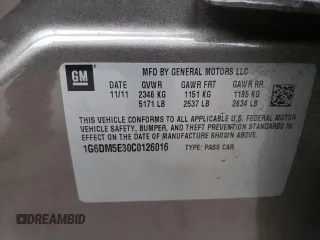 GM
MFD BY GENERAL MOTORS LLC
DATE GVWR GAWR FRT GAWR RR
11/11 2346 KG 1151 KG 1195 KG
5171 LB 2537 LB 2634 LB
THIS VEHICLE CONFORMS TO ALL APPLICABLE U.S. FEDERAL MOTOR
VEHICLE SAFETY, BUMPER, AND THEFT PREVENTION STANDARDS
IN EFFECT ON THE DATE OF MANUFACTURE SHOWN ABOVE.
1G6DM5E30C0126016 TYPE: PASS CAR
DREAMBID